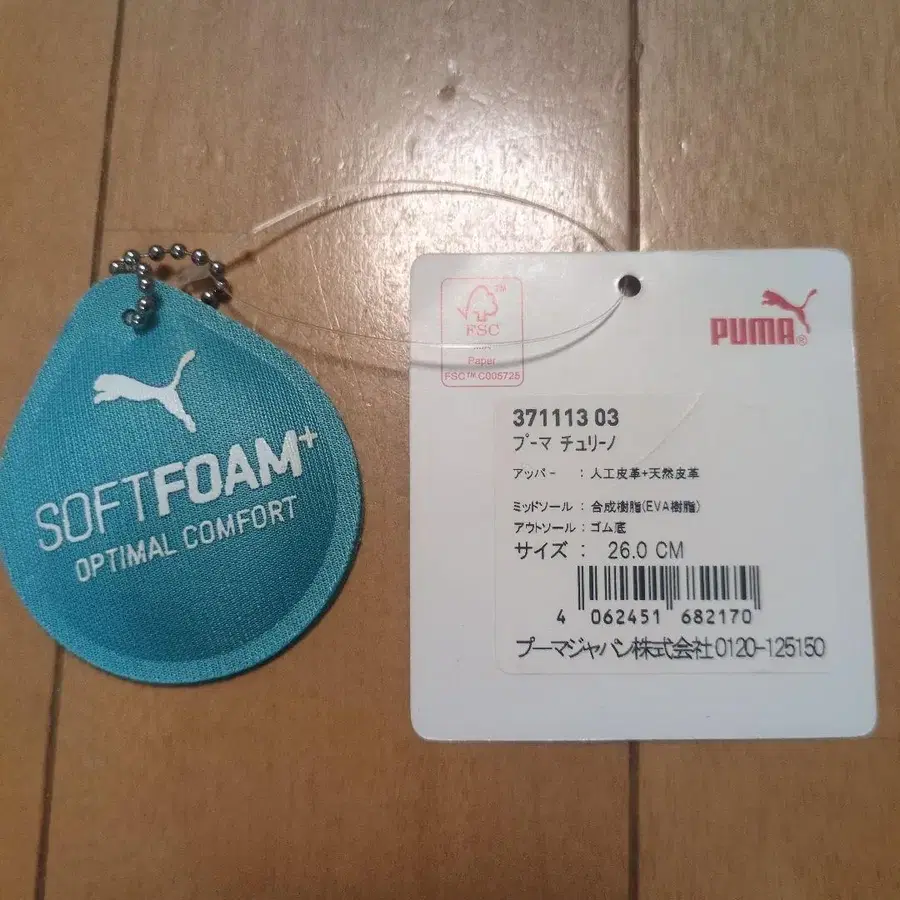 SOFTFOAM+
OPTIMAL COMFORT
TM
FSC
Paper
FSC™ C005725
PUMA®
371113 03
プーマ チュリーノ
アッパー : 人工皮革+天然皮革
ミッドソール : 合成樹脂(EVA樹脂)
アウトソール : ゴム底
サイズ : 26.0 CM
4 062451 682170
プーマジャパン株式会社0120-125150